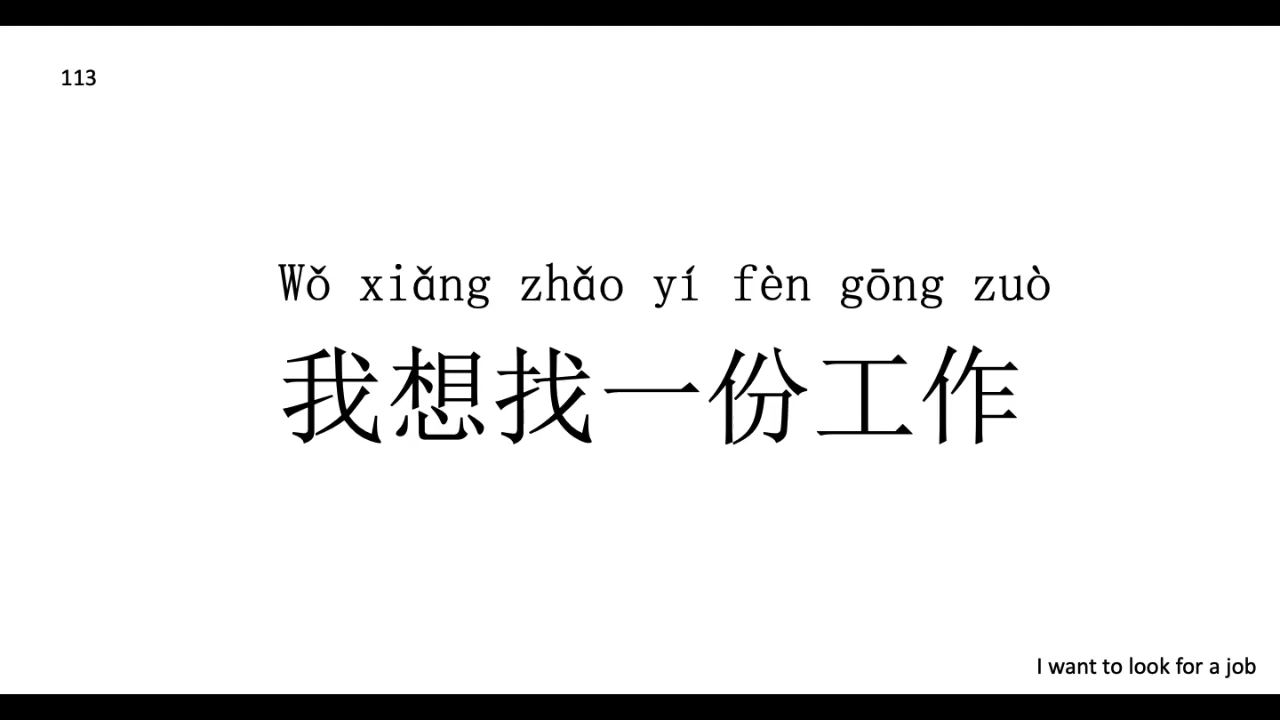 113
Wǒ xiǎng zhǎo yí fèn gōng zuò
我想找一份工作
I want to look for a job